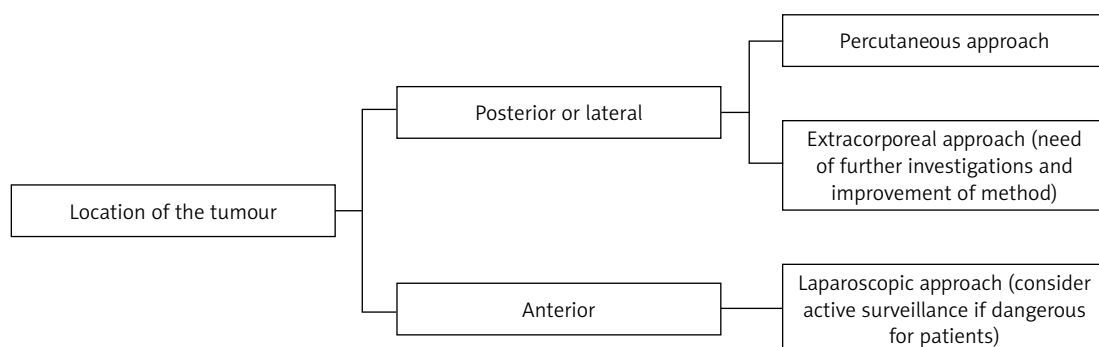 Percutaneous approach
Posterior or lateral
Extracorporeal approach (need
of further investigations and
improvement of method)
Location of the tumour
Laparoscopic approach (consider
active surveillance if dangerous
for patients)
Anterior